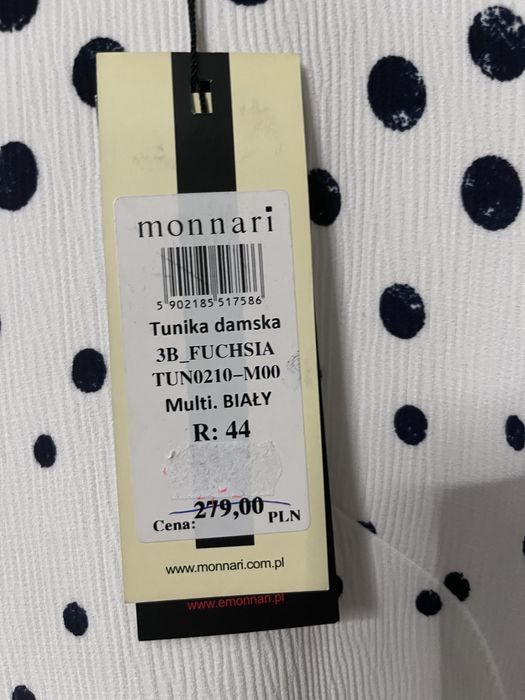 monnari
5 902185 517586
Tunika damska
3B_FUCHSIA
TUN0210-M00
Multi. BIAŁY
R: 44
Cena: 279,00 PLN
www.monnari.com.pl
www.emonnari.pl